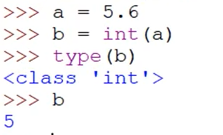 >>> a = 5.6
>>> b = int(a)
>>> type(b)
<class 'int'>
>>> b
5